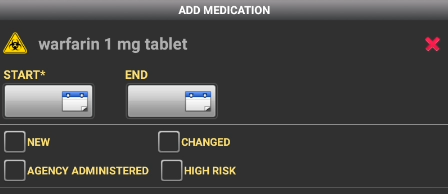 ADD MEDICATION
warfarin 1 mg tablet
START* END
NEW CHANGED
AGENCY ADMINISTERED HIGH RISK